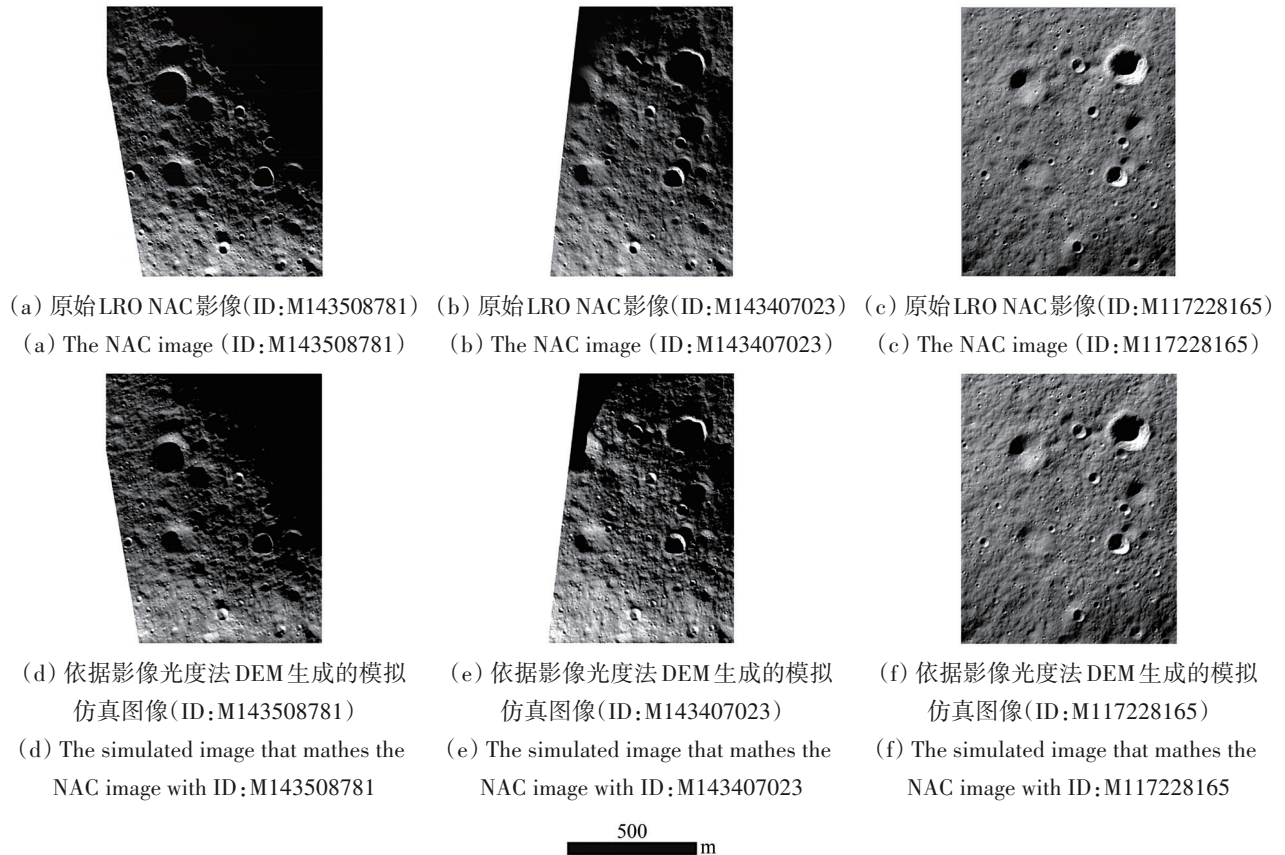 (a) 原始LRO NAC影像(ID:M143508781)
(a) The NAC image (ID:M143508781)
(b) 原始LRO NAC影像(ID:M143407023)
(b) The NAC image (ID:M143407023)
(c) 原始LRO NAC影像(ID:M117228165)
(c) The NAC image (ID:M117228165)
(d) 依据影像光度法DEM生成的模拟
仿真图像(ID:M143508781)
(d) The simulated image that mathes the
NAC image with ID:M143508781
(e) 依据影像光度法DEM生成的模拟
仿真图像(ID:M143407023)
(e) The simulated image that mathes the
NAC image with ID:M143407023
(f) 依据影像光度法DEM生成的模拟
仿真图像(ID:M117228165)
(f) The simulated image that mathes the
NAC image with ID:M117228165
500
m